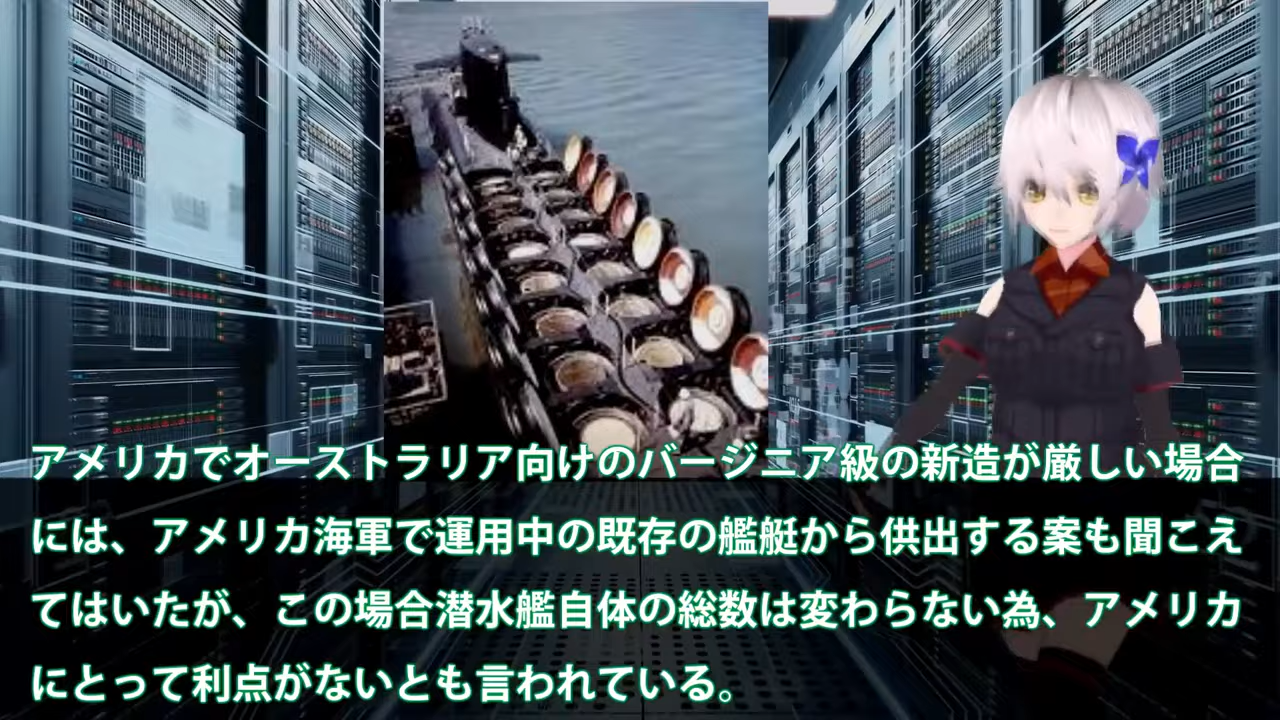 アメリカでオーストラリア向けのバージニア級の新造が厳しい場合
には、アメリカ海軍で運用中の既存の艦艇から供出する案も聞こえ
てはいたが、この場合潜水艦自体の総数は変わらない為、アメリカ
にとって利点がないとも言われている。